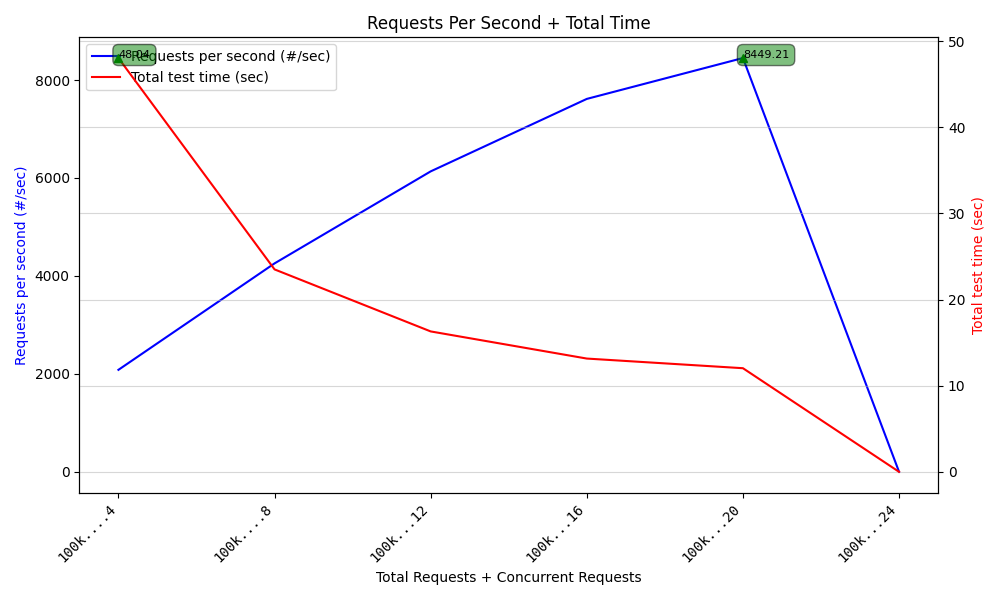 Requests Per Second + Total Time
48.04
Requests per second (#/sec)
Total test time (sec)
8449.21
Requests per second (#/sec)
8000
6000
4000
2000
0
50
40
30
20
10
0
Total test time (sec)
100k....4
100k....8
100k...12
100k...16
100k...20
100k...24
Total Requests + Concurrent Requests